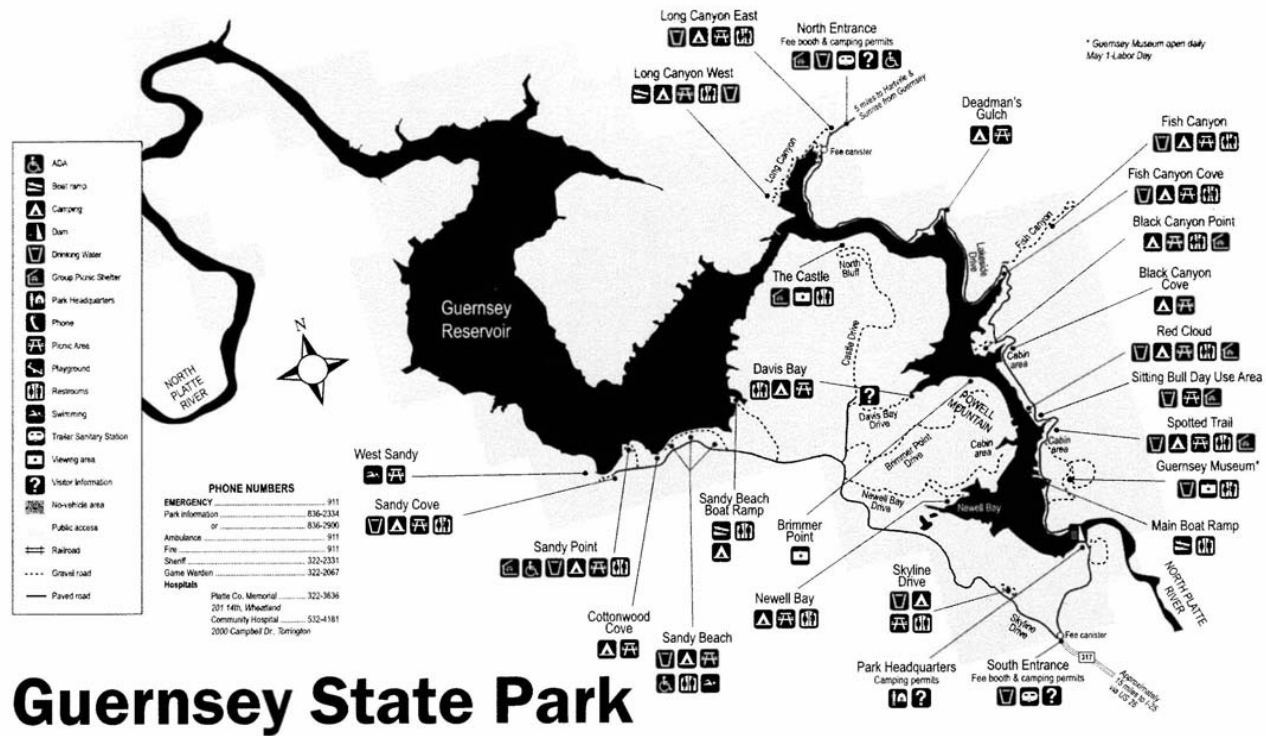 Long Canyon East
North Entrance
Fee booth & camping permits
* Guernsey Museum open daily
May 1-Labor Day
Long Canyon West
5 miles to Hartville &
Sunrise from Guernsey
Deadman's
Gulch
Fish Canyon
Long Canyon
Fee canister
Fish Canyon Cove
Black Canyon Point
Fish Canyon
Lakeside
Drive
Black Canyon
Cove
The Castle
North
Bluff
Castle Drive
Red Cloud
Cabin
area
Sitting Bull Day Use Area
Davis Bay
Davis Bay
Drive
POWELL
MOUNTAIN
Spotted Trail
Cabin
area
Cabin
area
Brimmer Point
Drive
Guernsey Museum*
Newell Bay
Drive
Newell Bay
Main Boat Ramp
Guernsey
Reservoir
N
NORTH
PLATTE
RIVER
ADA
Boat ramp
Camping
Dam
Drinking Water
Group Picnic Shelter
Park Headquarters
Phone
Picnic Area
Playground
Restrooms
Swimming
Trailer Sanitary Station
Viewing area
Visitor Information
No-vehicle area
Public access
Railroad
Gravel road
Paved road
West Sandy
Sandy Cove
Sandy Point
Cottonwood
Cove
Sandy Beach
Sandy Beach
Boat Ramp
Brimmer
Point
Newell Bay
Skyline
Drive
Skyline
Drive
Park Headquarters
Camping permits
South Entrance
Fee booth & camping permits
Fee canister
317
Approximately
15 miles to I-25
via US 26
NORTH PLATTE
RIVER
PHONE NUMBERS
EMERGENCY 911
Park information 836-2334
or 836-2900
Ambulance 911
Fire 911
Sheriff 322-2331
Game Warden 322-2067
Hospitals
Platte Co. Memorial 322-3636
201 14th, Wheatland
Community Hospital 532-4181
2000 Campbell Dr., Torrington
Guernsey State Park